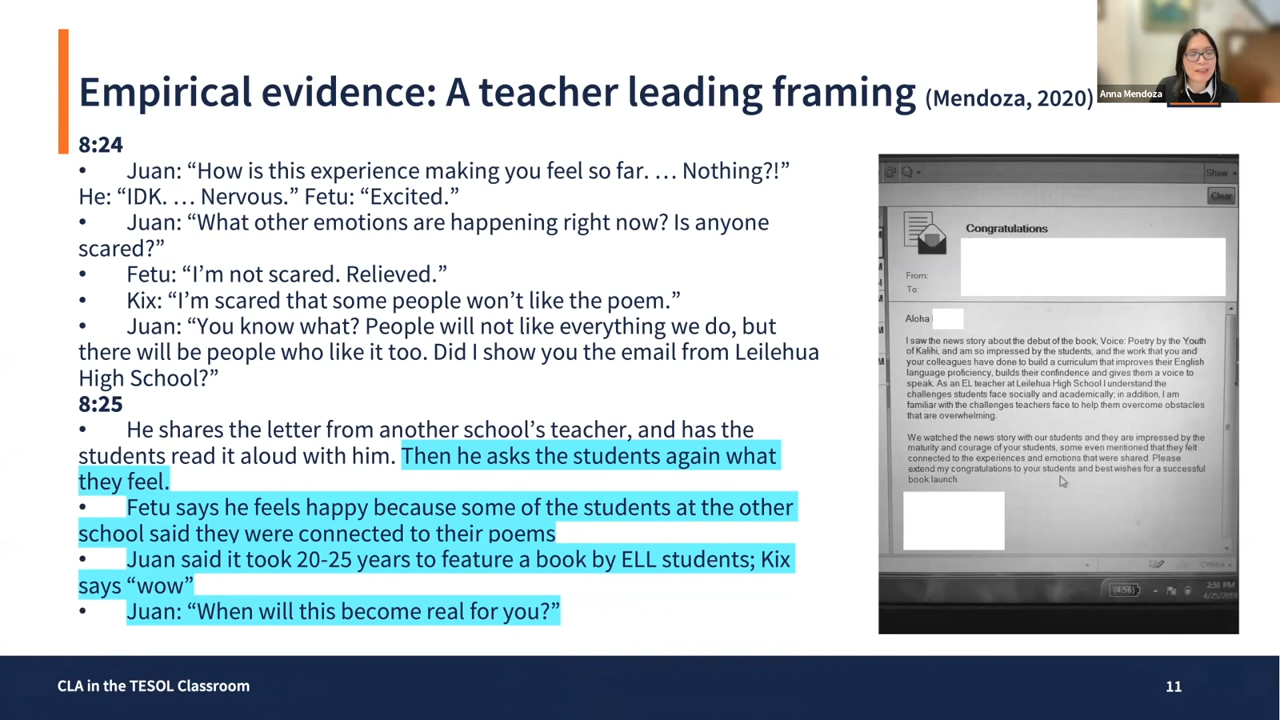 Empirical evidence: A teacher leading framing (Mendoza, 2020)
Anna Mendoza
8:24
• Juan: “How is this experience making you feel so far. … Nothing?!”
He: “IDK. … Nervous.” Fetu: “Excited.”
• Juan: “What other emotions are happening right now? Is anyone
scared?”
• Fetu: “I’m not scared. Relieved.”
• Kix: “I’m scared that some people won’t like the poem.”
• Juan: “You know what? People will not like everything we do, but
there will be people who like it too. Did I show you the email from Leilehua
High School?”
8:25
• He shares the letter from another school’s teacher, and has the
students read it aloud with him. Then he asks the students again what
they feel.
• Fetu says he feels happy because some of the students at the other
school said they were connected to their poems
• Juan said it took 20-25 years to feature a book by ELL students; Kix
says “wow”
• Juan: “When will this become real for you?”
Show
Clear
Congratulations
From:
To:
Aloha
I saw the news story about the debut of the book, Voice: Poetry by the Youth
of Kalihi, and am so impressed by the students, and the work that you and
your colleagues have done to build a curriculum that improves their English
language proficiency, builds their confindence and gives them a voice to
speak. As an EL teacher at Leilehua High School I understand the
challenges students face socially and academically; in addition, I am
familiar with the challenges teachers face to help them overcome obstacles
that are overwhelming.
We watched the news story with our students and they are impressed by the
maturity and courage of your students, some even mentioned that they felt
connected to the experiences and emotions that were shared. Please
extend my congratulations to your students and best wishes for a successful
book launch.
Online
(4:56)
2:51 PM
CLA in the TESOL Classroom
11